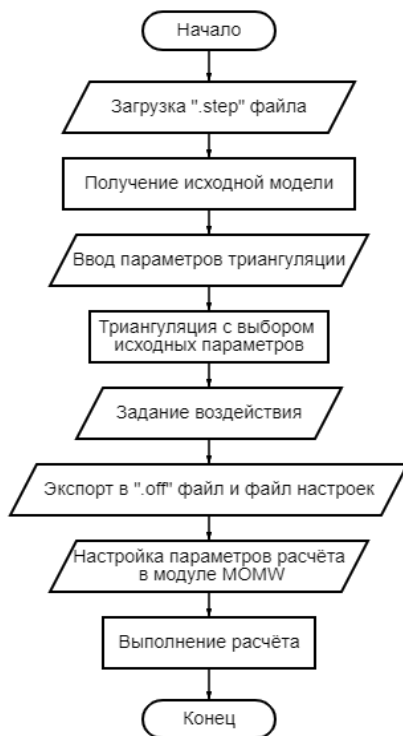 Начало
Загрузка ".step" файла
Получение исходной модели
Ввод параметров триангуляции
Триангуляция с выбором
исходных параметров
Задание воздействия
Экспорт в ".off" файл и файл настроек
Настройка параметров расчёта
в модуле MOMW
Выполнение расчёта
Конец